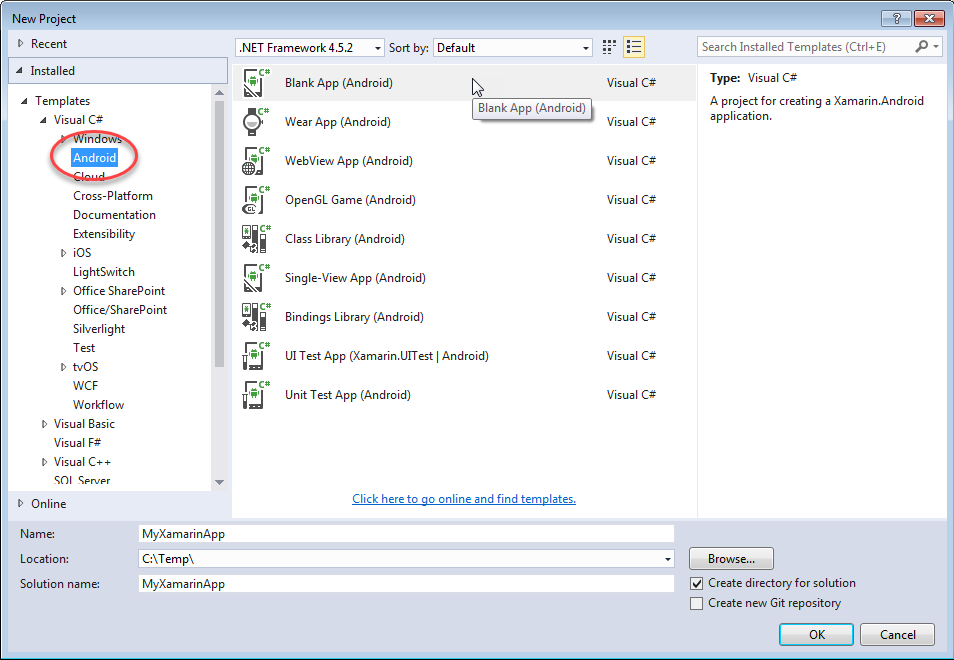 New Project
Recent
Installed
Templates
Visual C#
Windows
Android
Cloud
Cross-Platform
Documentation
Extensibility
iOS
LightSwitch
Office SharePoint
Office/SharePoint
Silverlight
Test
tvOS
WCF
Workflow
Visual Basic
Visual F#
Visual C++
SQL Server
Online
.NET Framework 4.5.2 Sort by: Default
C# Blank App (Android) Visual C#
Blank App (Android)
C# Wear App (Android) Visual C#
C# WebView App (Android) Visual C#
C# GL OpenGL Game (Android) Visual C#
C# Class Library (Android) Visual C#
C# Single-View App (Android) Visual C#
C# Bindings Library (Android) Visual C#
C# UI Test App (Xamarin.UITest | Android) Visual C#
C# Unit Test App (Android) Visual C#
Click here to go online and find templates.
Search Installed Templates (Ctrl+E)
Type: Visual C#
A project for creating a Xamarin.Android
application.
Name: MyXamarinApp
Location: C:\Temp\
Browse...
Solution name: MyXamarinApp
Create directory for solution
Create new Git repository
OK Cancel